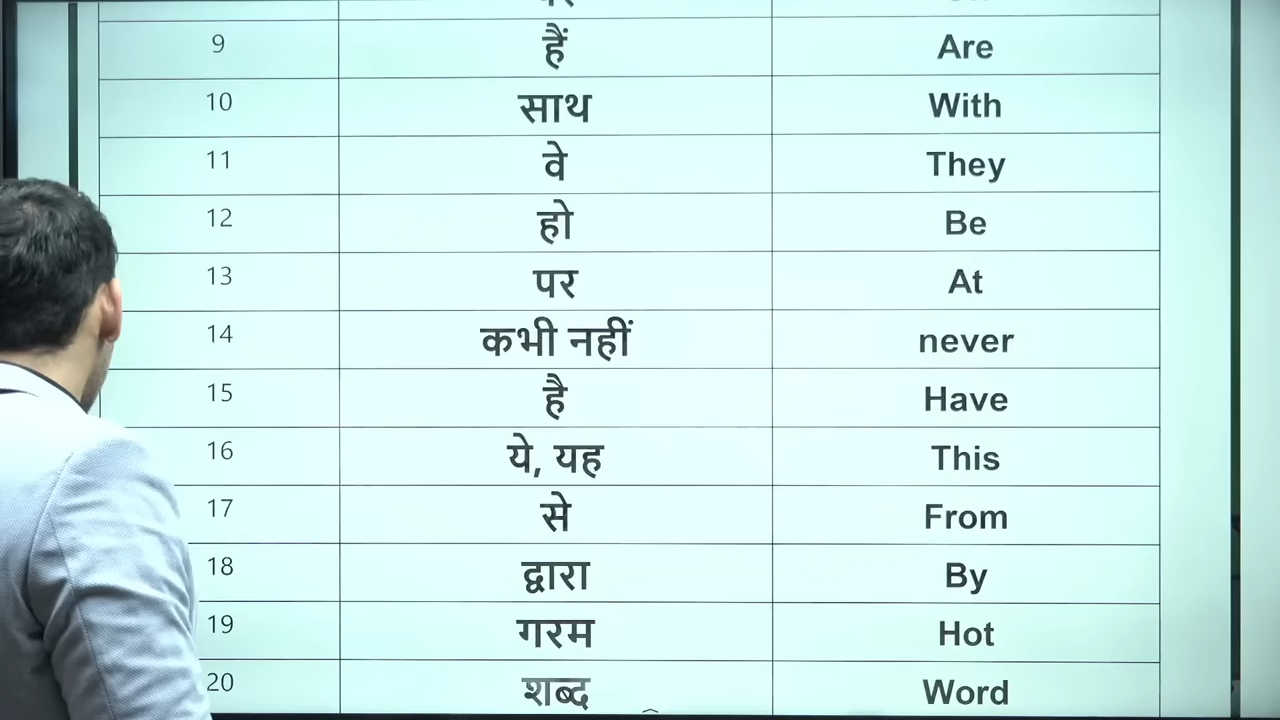 9 हैं Are
10 साथ With
11 वे They
12 हो Be
13 पर At
14 कभी नहीं never
15 है Have
16 ये, यह This
17 से From
18 द्वारा By
19 गरम Hot
20 शब्द Word